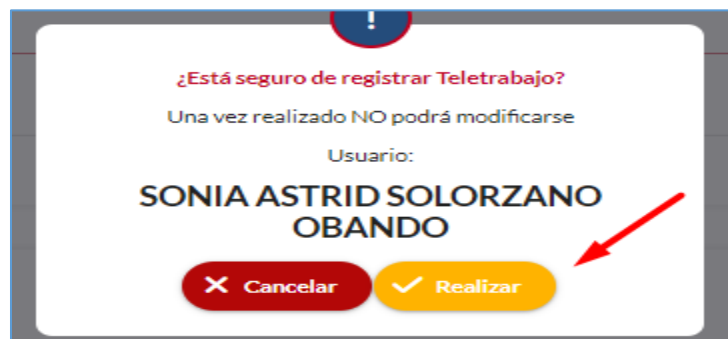 !
¿Está seguro de registrar Teletrabajo?
Una vez realizado NO podrá modificarse
Usuario:
SONIA ASTRID SOLORZANO
OBANDO
Cancelar
Realizar